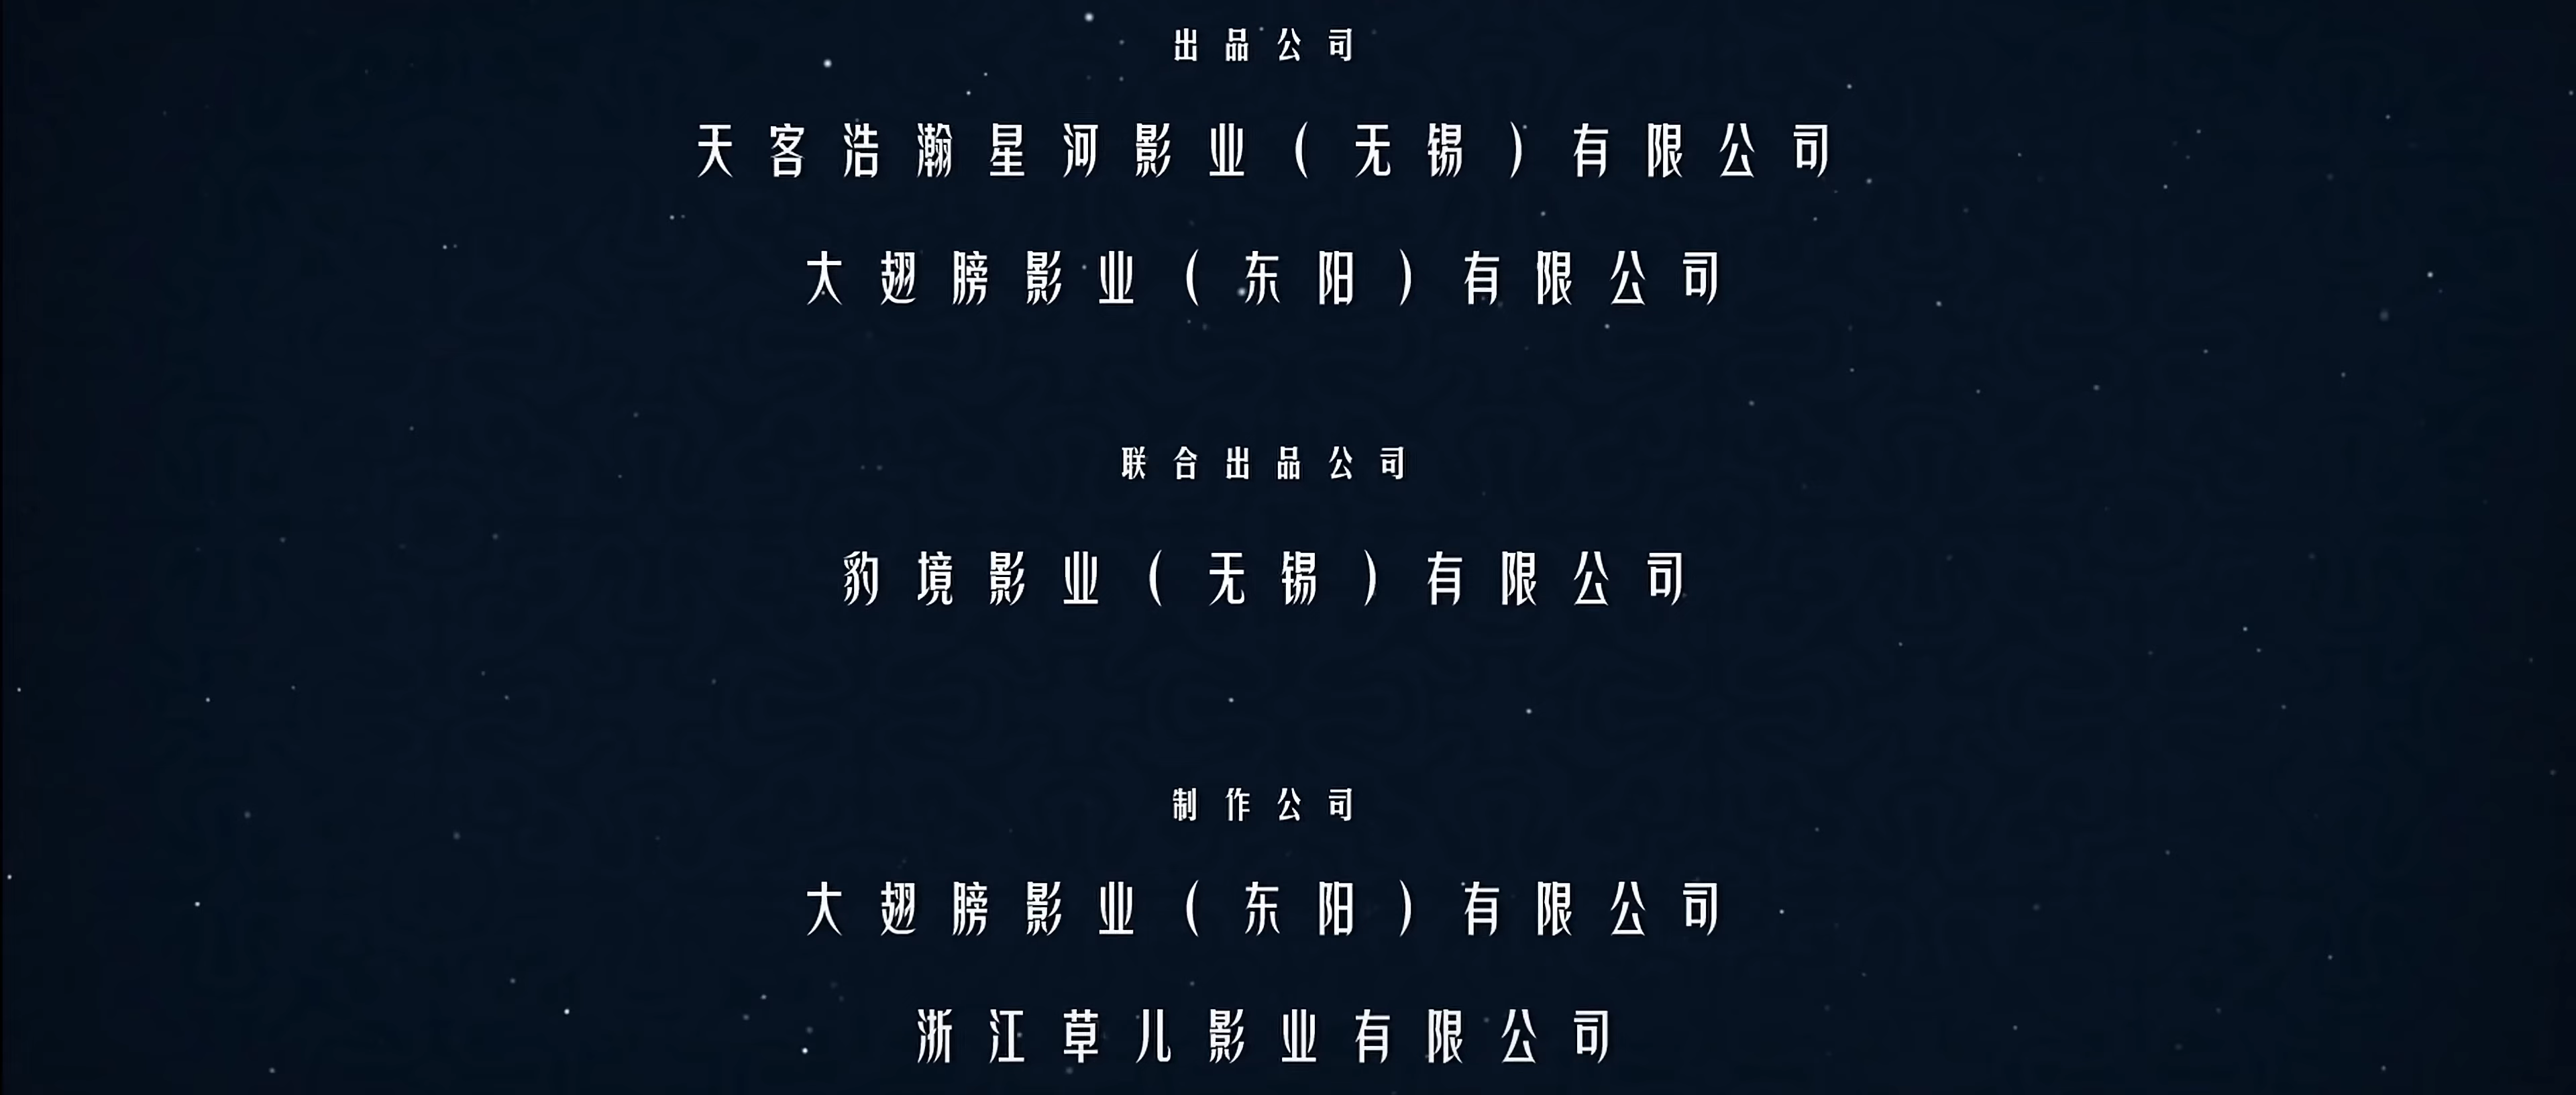 出品公司
天客浩瀚星河影业（无锡）有限公司
大翅膀影业（东阳）有限公司
联合出品公司
豹境影业（无锡）有限公司
制作公司
大翅膀影业（东阳）有限公司
浙江草儿影业有限公司